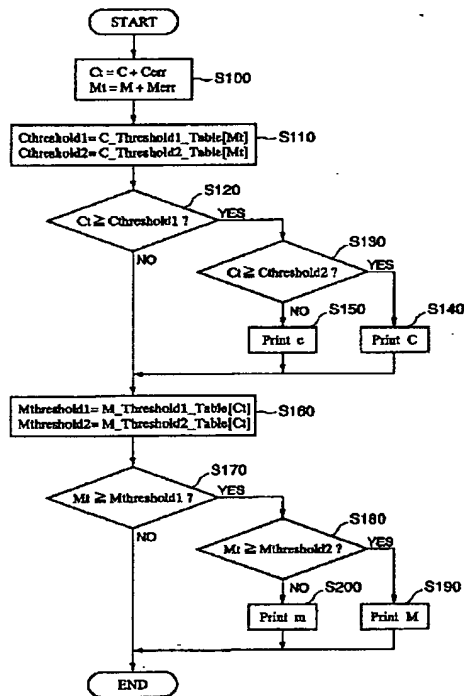 START
Ct = C + Cerr
Mt = M + Merr
S100
Cthreshold1= C_Threshold1_Table[Mt]
Cthreshold2= C_Threshold2_Table[Mt]
S110
S120
Ct ≧ Cthreshold1 ?
YES
NO
S130
Ct ≧ Cthreshold2 ?
YES
NO
S150
S140
Print c
Print C
Mthreshold1= M_Threshold1_Table[Ct]
Mthreshold2= M_Threshold2_Table[Ct]
S160
S170
Mt ≧ Mthreshold1 ?
YES
NO
S180
Mt ≧ Mthreshold2 ?
YES
NO
S200
S190
Print m
Print M
END